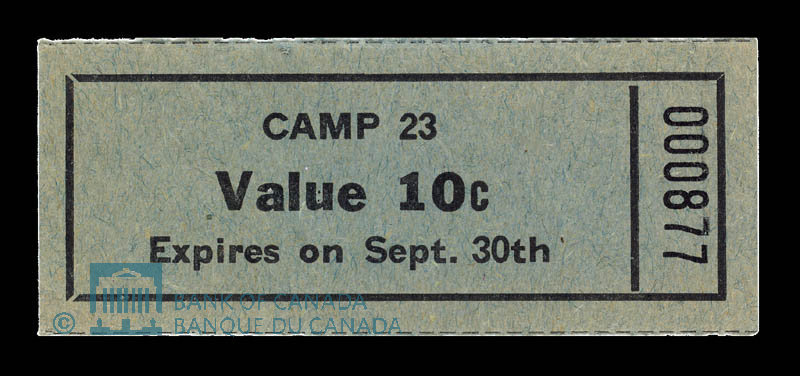 CAMP 23
Value 10c
Expires on Sept. 30th
000877
© BANK OF CANADA
BANQUE DU CANADA